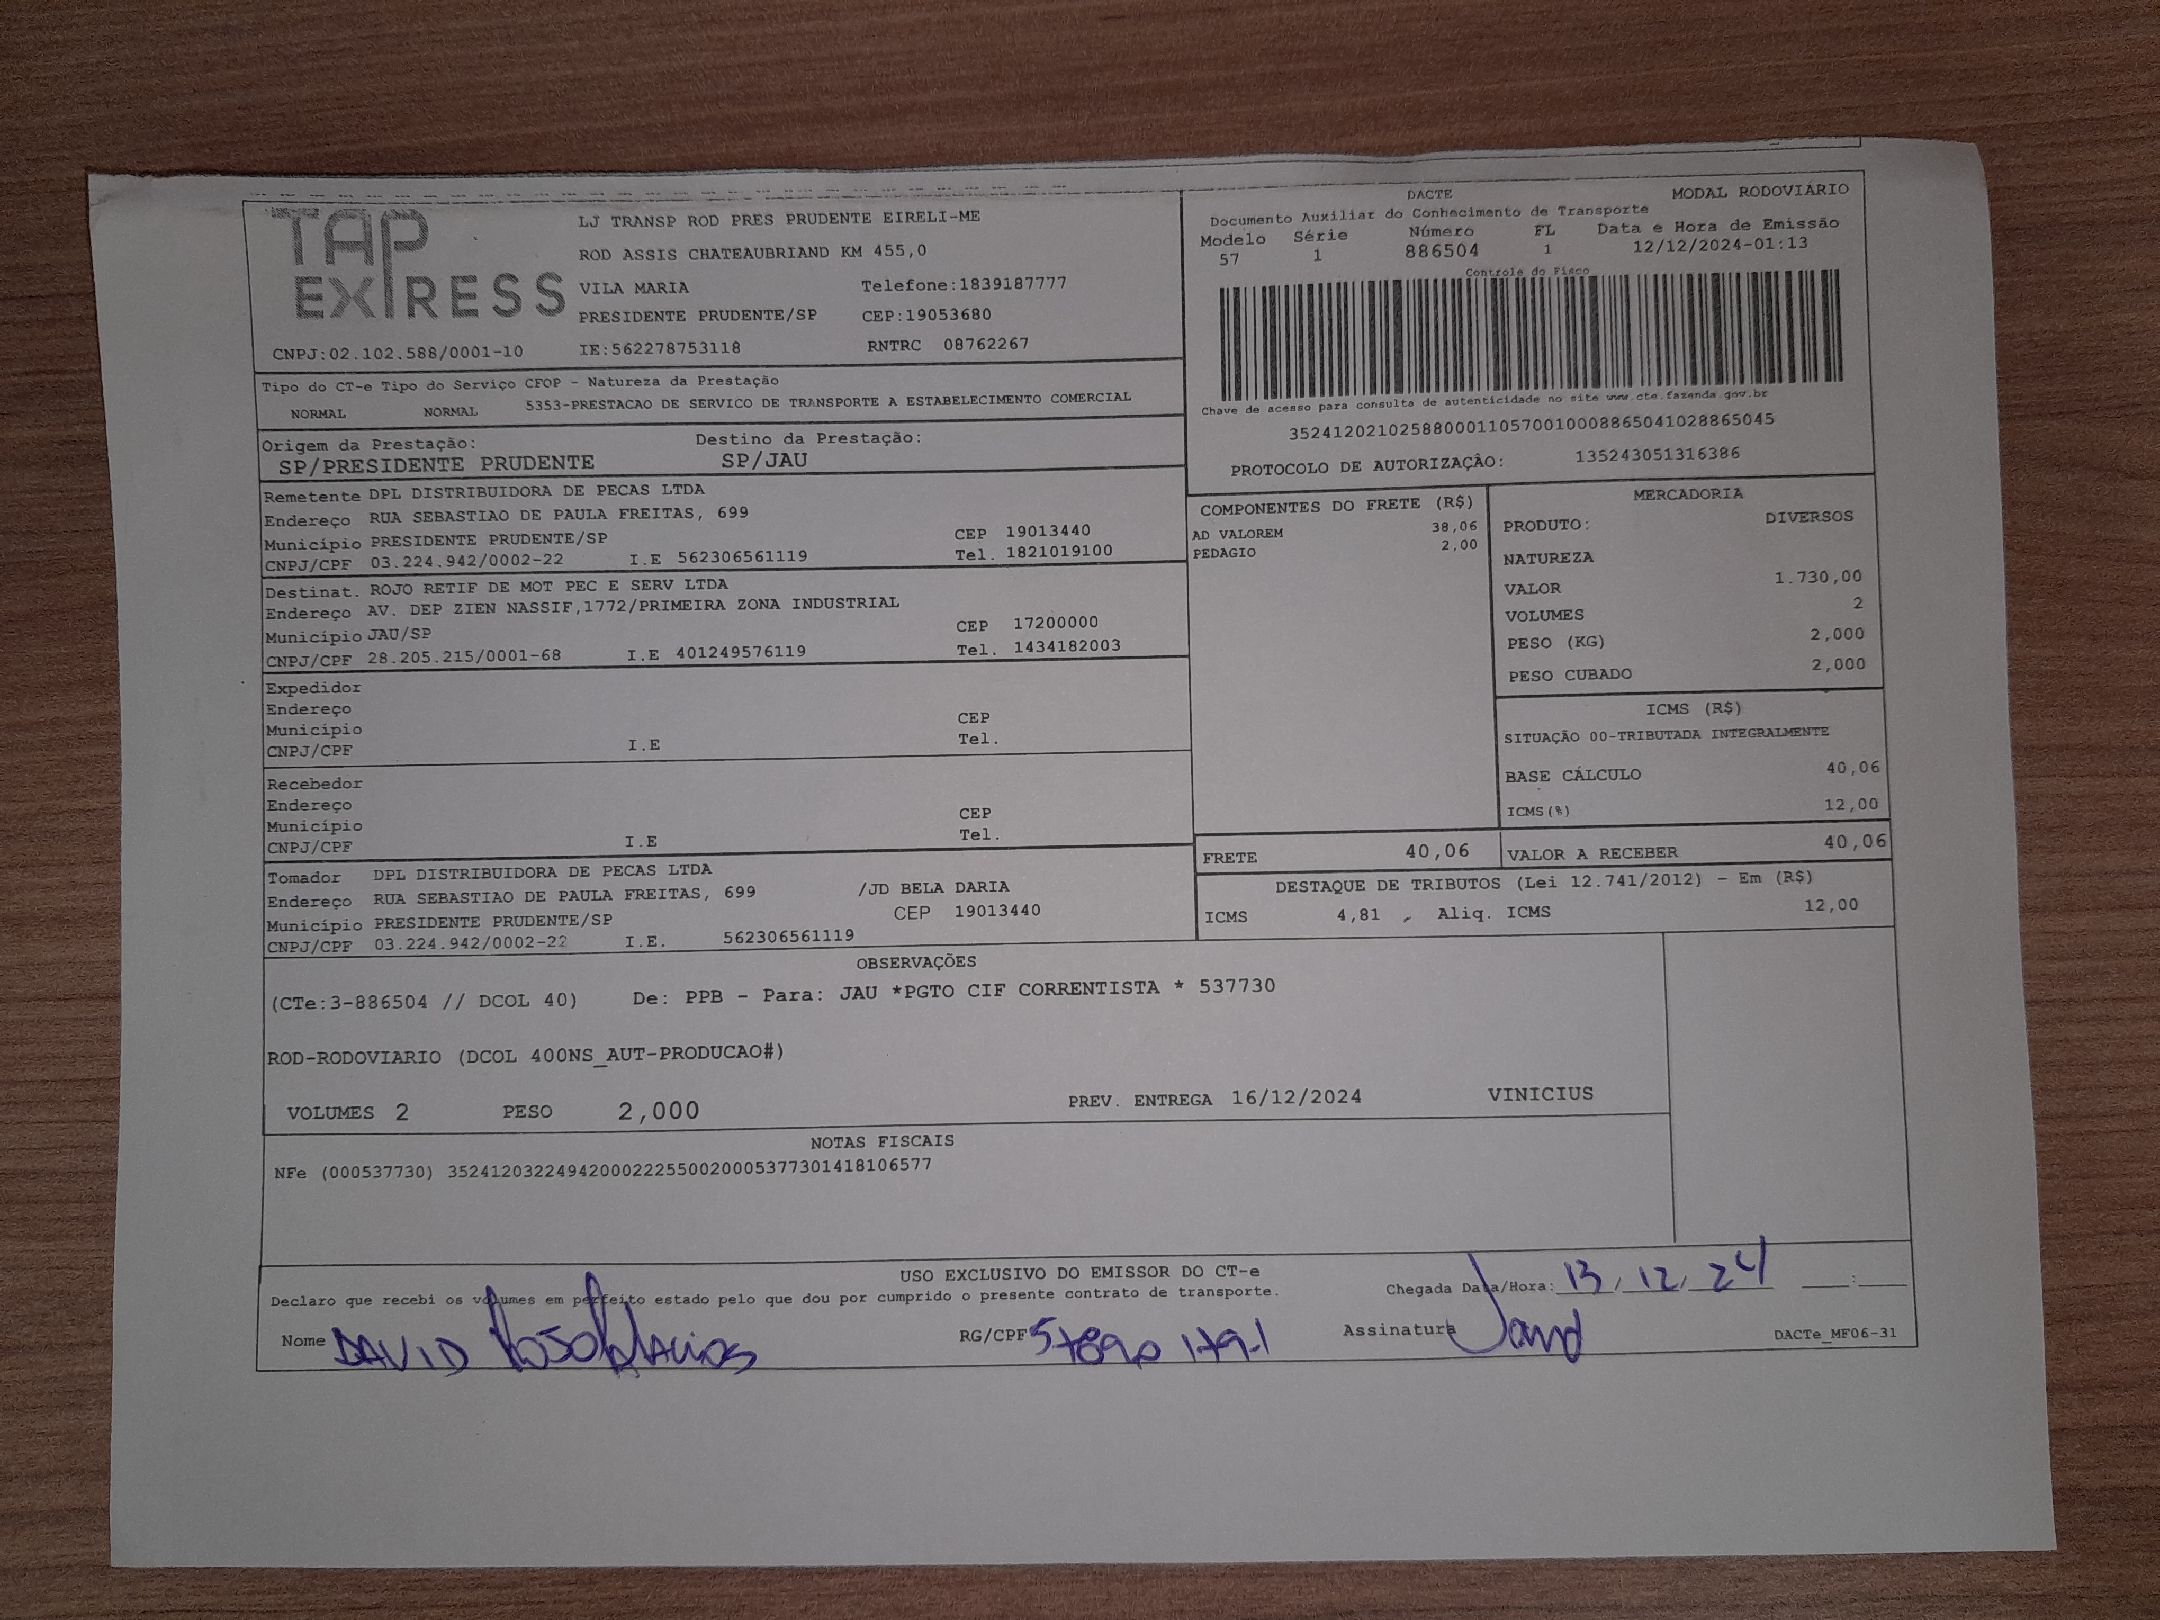 TAP
EXPRESS
LJ TRANSP ROD PRES PRUDENTE EIRELI-ME
ROD ASSIS CHATEAUBRIAND KM 455,0
VILA MARIA Telefone:1839187777
PRESIDENTE PRUDENTE/SP CEP:19053680
CNPJ:02.102.588/0001-10 IE:562278753118 RNTRC 08762267
DACTE MODAL RODOVIÁRIO
Documento Auxiliar do Conhecimento de Transporte
Modelo Série Número FL Data e Hora de Emissão
57 1 886504 1 12/12/2024-01:13
Controle do Fisco
Chave de acesso para consulta de autenticidade no site www.cte.fazenda.gov.br
35241202102588000110570010008865041028865045
PROTOCOLO DE AUTORIZAÇÃO: 135243051316386
Tipo do CT-e Tipo do Serviço CFOP - Natureza da Prestação
NORMAL NORMAL 5353-PRESTACAO DE SERVICO DE TRANSPORTE A ESTABELECIMENTO COMERCIAL
Origem da Prestação: Destino da Prestação:
SP/PRESIDENTE PRUDENTE SP/JAU
Remetente DPL DISTRIBUIDORA DE PECAS LTDA
Endereço RUA SEBASTIAO DE PAULA FREITAS, 699
Município PRESIDENTE PRUDENTE/SP CEP 19013440
CNPJ/CPF 03.224.942/0002-22 I.E 562306561119 Tel. 1821019100
Destinat. ROJO RETIF DE MOT PEC E SERV LTDA
Endereço AV. DEP ZIEN NASSIF,1772/PRIMEIRA ZONA INDUSTRIAL
Município JAU/SP CEP 17200000
CNPJ/CPF 28.205.215/0001-68 I.E 401249576119 Tel. 1434182003
Expedidor
Endereço
Município CEP
CNPJ/CPF I.E Tel.
Recebedor
Endereço
Município CEP
CNPJ/CPF I.E Tel.
Tomador DPL DISTRIBUIDORA DE PECAS LTDA
Endereço RUA SEBASTIAO DE PAULA FREITAS, 699 /JD BELA DARIA
Município PRESIDENTE PRUDENTE/SP CEP 19013440
CNPJ/CPF 03.224.942/0002-22 I.E. 562306561119
COMPONENTES DO FRETE (R$)
AD VALOREM 38,06
PEDAGIO 2,00
MERCADORIA
PRODUTO: DIVERSOS
NATUREZA
VALOR 1.730,00
VOLUMES 2
PESO (KG) 2,000
PESO CUBADO 2,000
ICMS (R$)
SITUAÇÃO 00-TRIBUTADA INTEGRALMENTE
BASE CÁLCULO 40,06
ICMS(%) 12,00
FRETE 40,06 VALOR A RECEBER 40,06
DESTAQUE DE TRIBUTOS (Lei 12.741/2012) - Em (R$)
ICMS 4,81 , Aliq. ICMS 12,00
OBSERVAÇÕES
(CTe:3-886504 // DCOL 40) De: PPB - Para: JAU *PGTO CIF CORRENTISTA * 537730
ROD-RODOVIARIO (DCOL 400NS_AUT-PRODUCAO#)
VOLUMES 2 PESO 2,000 PREV. ENTREGA 16/12/2024 VINICIUS
NOTAS FISCAIS
NFe (000537730) 35241203224942000222550020005377301418106577
USO EXCLUSIVO DO EMISSOR DO CT-e
Declaro que recebi os volumes em perfeito estado pelo que dou por cumprido o presente contrato de transporte.
Chegada Data/Hora: 13/12/24 :
Nome DAVID RG/CPF Assinatura DACTe_MF06-31